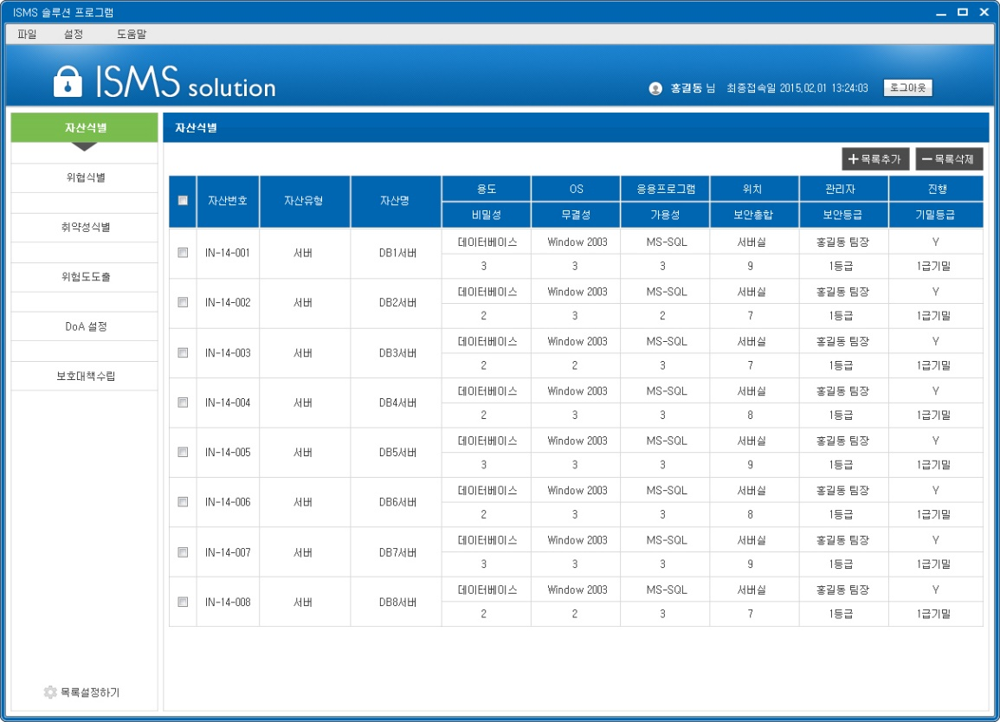 ISMS 솔루션 프로그램
파일 설정 도움말
ISMS solution
홍길동 님 최종접속일 2015.02.01 13:24:03 로그아웃
자산식별
위협식별
취약성식별
위험도도출
DoA 설정
보호대책수립
목록설정하기
자산식별
+목록추가 −목록삭제
자산번호 자산유형 자산명 용도 OS 응용프로그램 위치 관리자 진행
비밀성 무결성 가용성 보안총합 보안등급 기밀등급
IN-14-001 서버 DB1서버 데이터베이스 Window 2003 MS-SQL 서버실 홍길동 팀장 Y
3 3 3 9 1등급 1급기밀
IN-14-002 서버 DB2서버 데이터베이스 Window 2003 MS-SQL 서버실 홍길동 팀장 Y
2 3 2 7 1등급 1급기밀
IN-14-003 서버 DB3서버 데이터베이스 Window 2003 MS-SQL 서버실 홍길동 팀장 Y
2 2 3 7 1등급 1급기밀
IN-14-004 서버 DB4서버 데이터베이스 Window 2003 MS-SQL 서버실 홍길동 팀장 Y
2 3 3 8 1등급 1급기밀
IN-14-005 서버 DB5서버 데이터베이스 Window 2003 MS-SQL 서버실 홍길동 팀장 Y
3 3 3 9 1등급 1급기밀
IN-14-006 서버 DB6서버 데이터베이스 Window 2003 MS-SQL 서버실 홍길동 팀장 Y
2 3 3 8 1등급 1급기밀
IN-14-007 서버 DB7서버 데이터베이스 Window 2003 MS-SQL 서버실 홍길동 팀장 Y
3 3 3 9 1등급 1급기밀
IN-14-008 서버 DB8서버 데이터베이스 Window 2003 MS-SQL 서버실 홍길동 팀장 Y
2 2 3 7 1등급 1급기밀